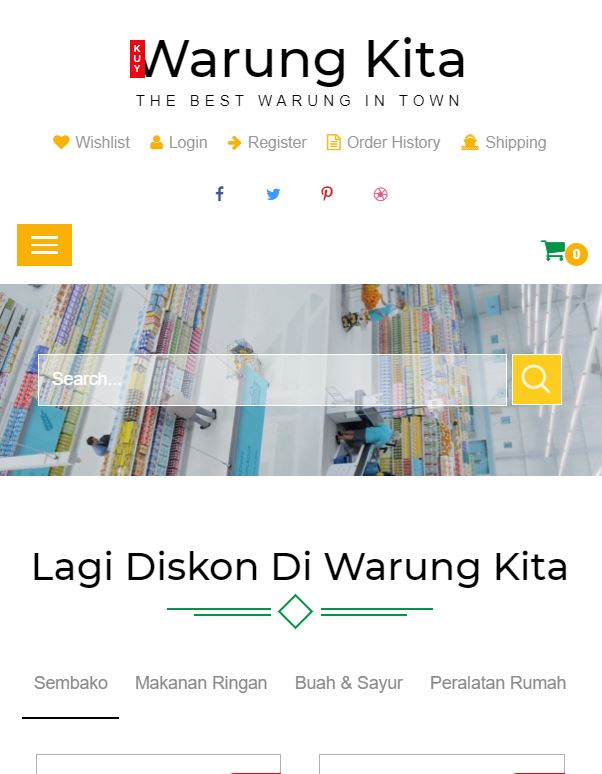 KUY
Warung Kita
THE BEST WARUNG IN TOWN
Wishlist Login Register Order History Shipping
0
Search...
Lagi Diskon Di Warung Kita
Sembako Makanan Ringan Buah & Sayur Peralatan Rumah